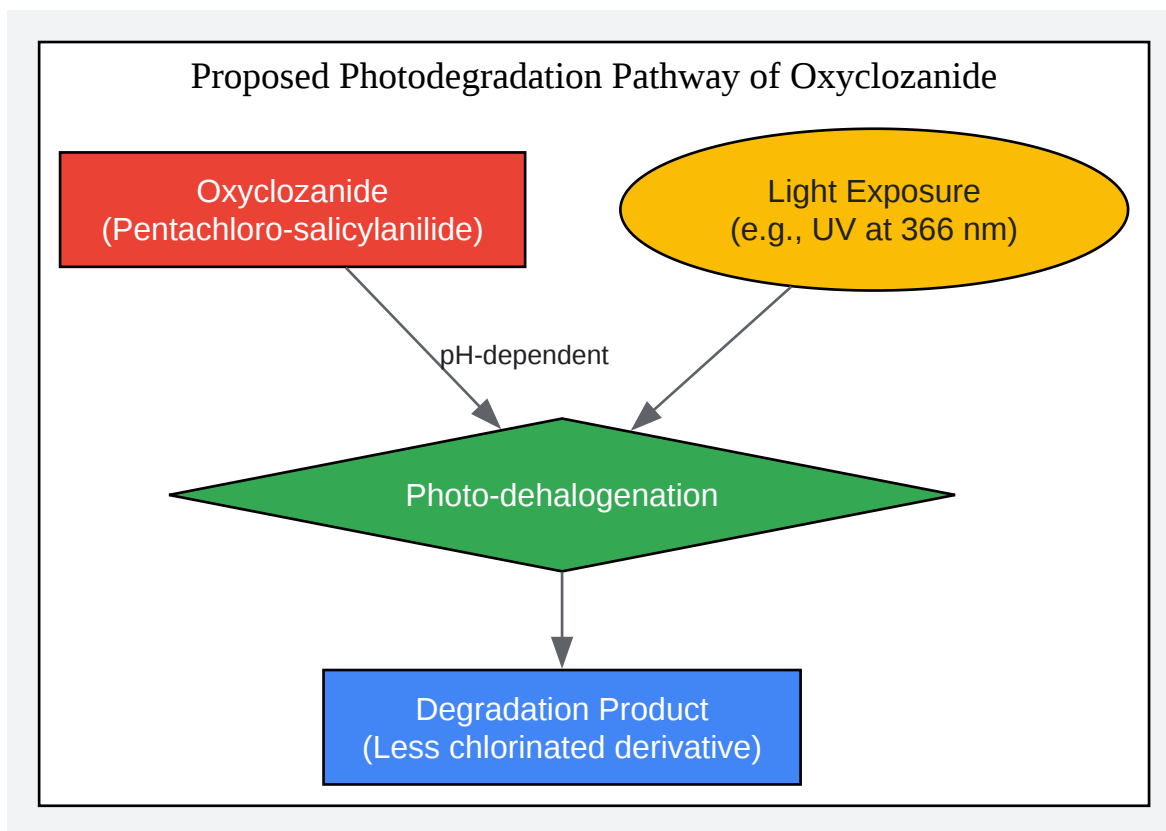 Proposed Photodegradation Pathway of Oxyclozanide
Oxyclozanide
(Pentachloro-salicylanilide)
Light Exposure
(e.g., UV at 366 nm)
pH-dependent
Photo-dehalogenation
Degradation Product
(Less chlorinated derivative)